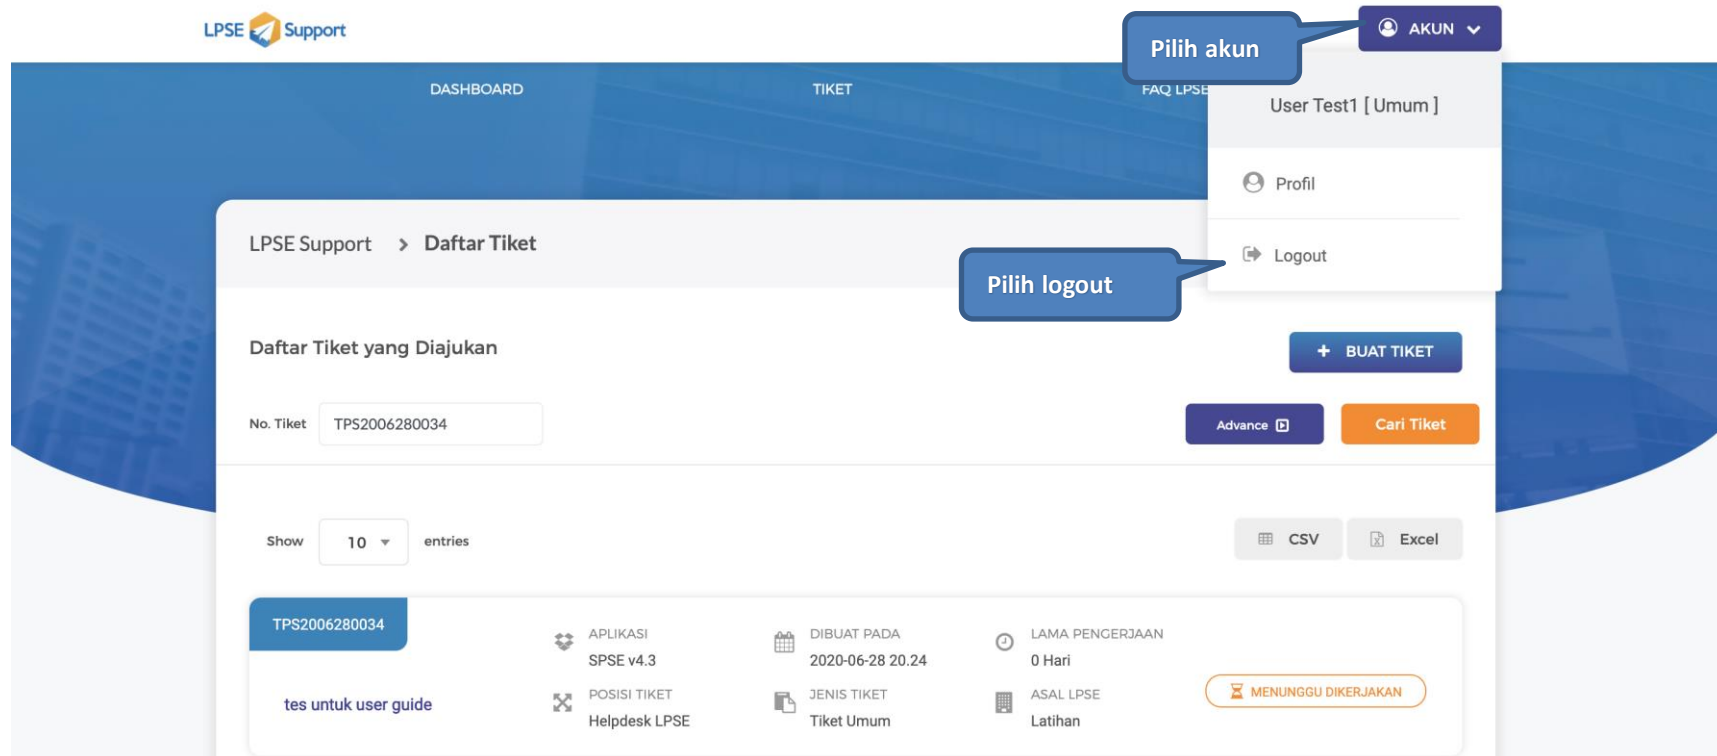 LPSE Support
Pilih akun
AKUN
DASHBOARD
TIKET
FAQ LPSE
User Test1 [ Umum ]
Profil
Logout
Pilih logout
LPSE Support > Daftar Tiket
Daftar Tiket yang Diajukan
+ BUAT TIKET
No. Tiket TPS2006280034
Advance
Cari Tiket
Show 10 entries
CSV
Excel
TPS2006280034
tes untuk user guide
APLIKASI
SPSE v4.3
POSISI TIKET
Helpdesk LPSE
DIBUAT PADA
2020-06-28 20.24
JENIS TIKET
Tiket Umum
LAMA PENGERJAAN
0 Hari
ASAL LPSE
Latihan
MENUNGGU DIKERJAKAN